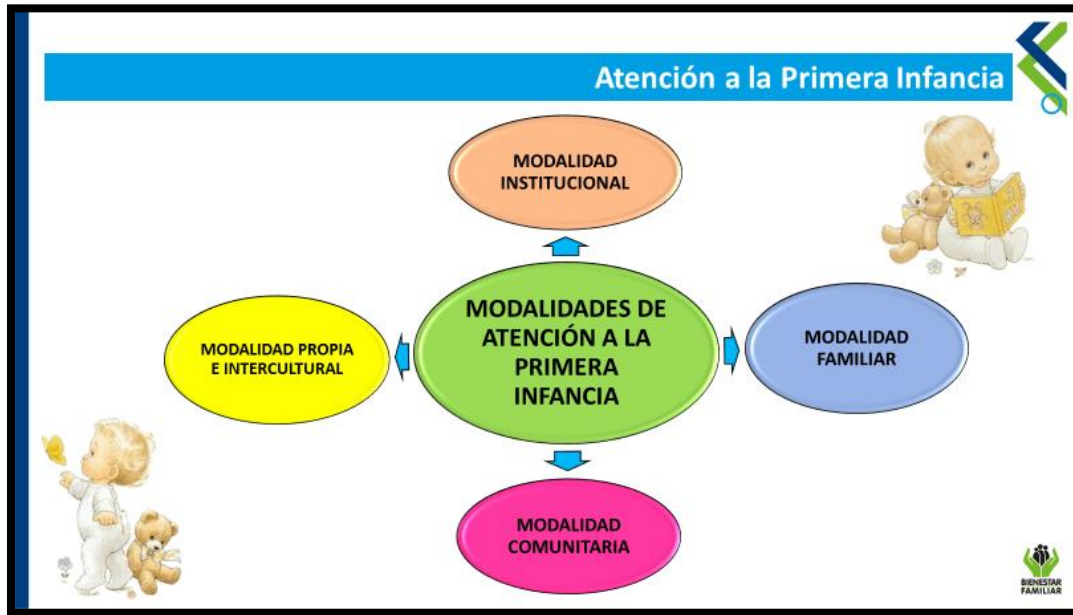 Atención a la Primera Infancia
MODALIDAD
INSTITUCIONAL
MODALIDADES DE
ATENCIÓN A LA
PRIMERA
INFANCIA
MODALIDAD PROPIA
E INTERCULTURAL
MODALIDAD
FAMILIAR
MODALIDAD
COMUNITARIA
BIENESTAR
FAMILIAR